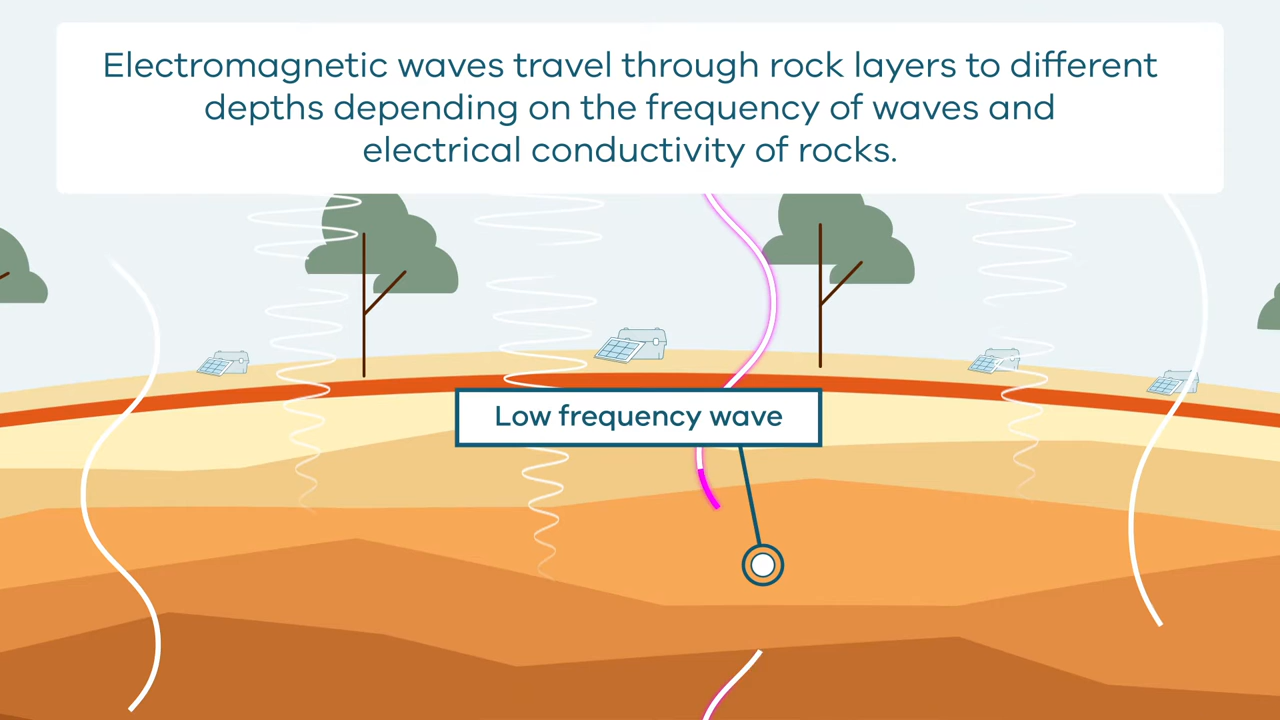 Electromagnetic waves travel through rock layers to different
depths depending on the frequency of waves and
electrical conductivity of rocks.
Low frequency wave